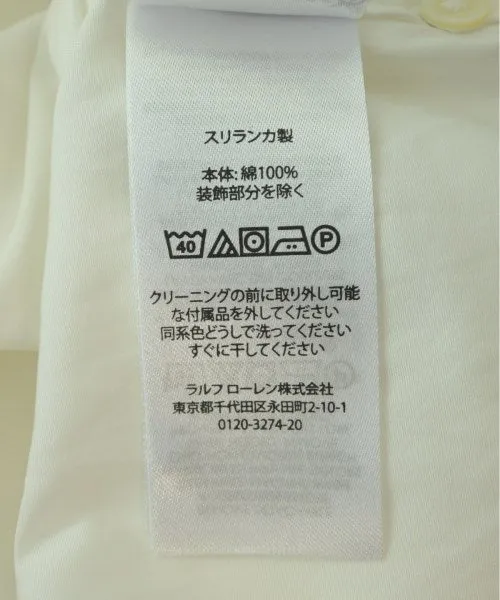 スリランカ製
本体: 綿100%
装飾部分を除く
40 P
クリーニングの前に取り外し可能
な付属品を外してください
同系色どうしで洗ってください
すぐに干してください
ラルフ ローレン株式会社
東京都千代田区永田町2-10-1
0120-3274-20